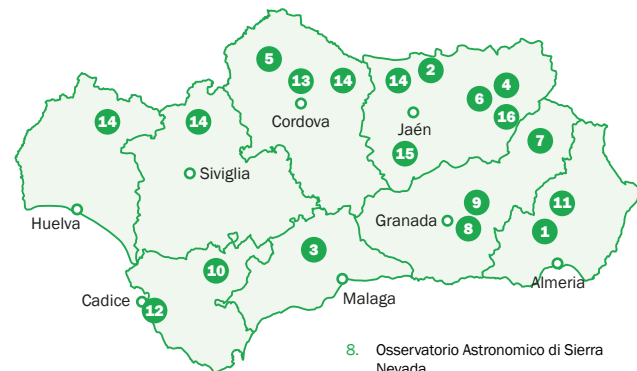 5
13
14
14
2
4
6
16
14
14
Cordova
Jaén
15
7
Siviglia
Huelva
Granada
9
8
11
1
3
10
Cadice
12
Malaga
Almeria
8. Osservatorio Astronomico di Sierra
Nevada